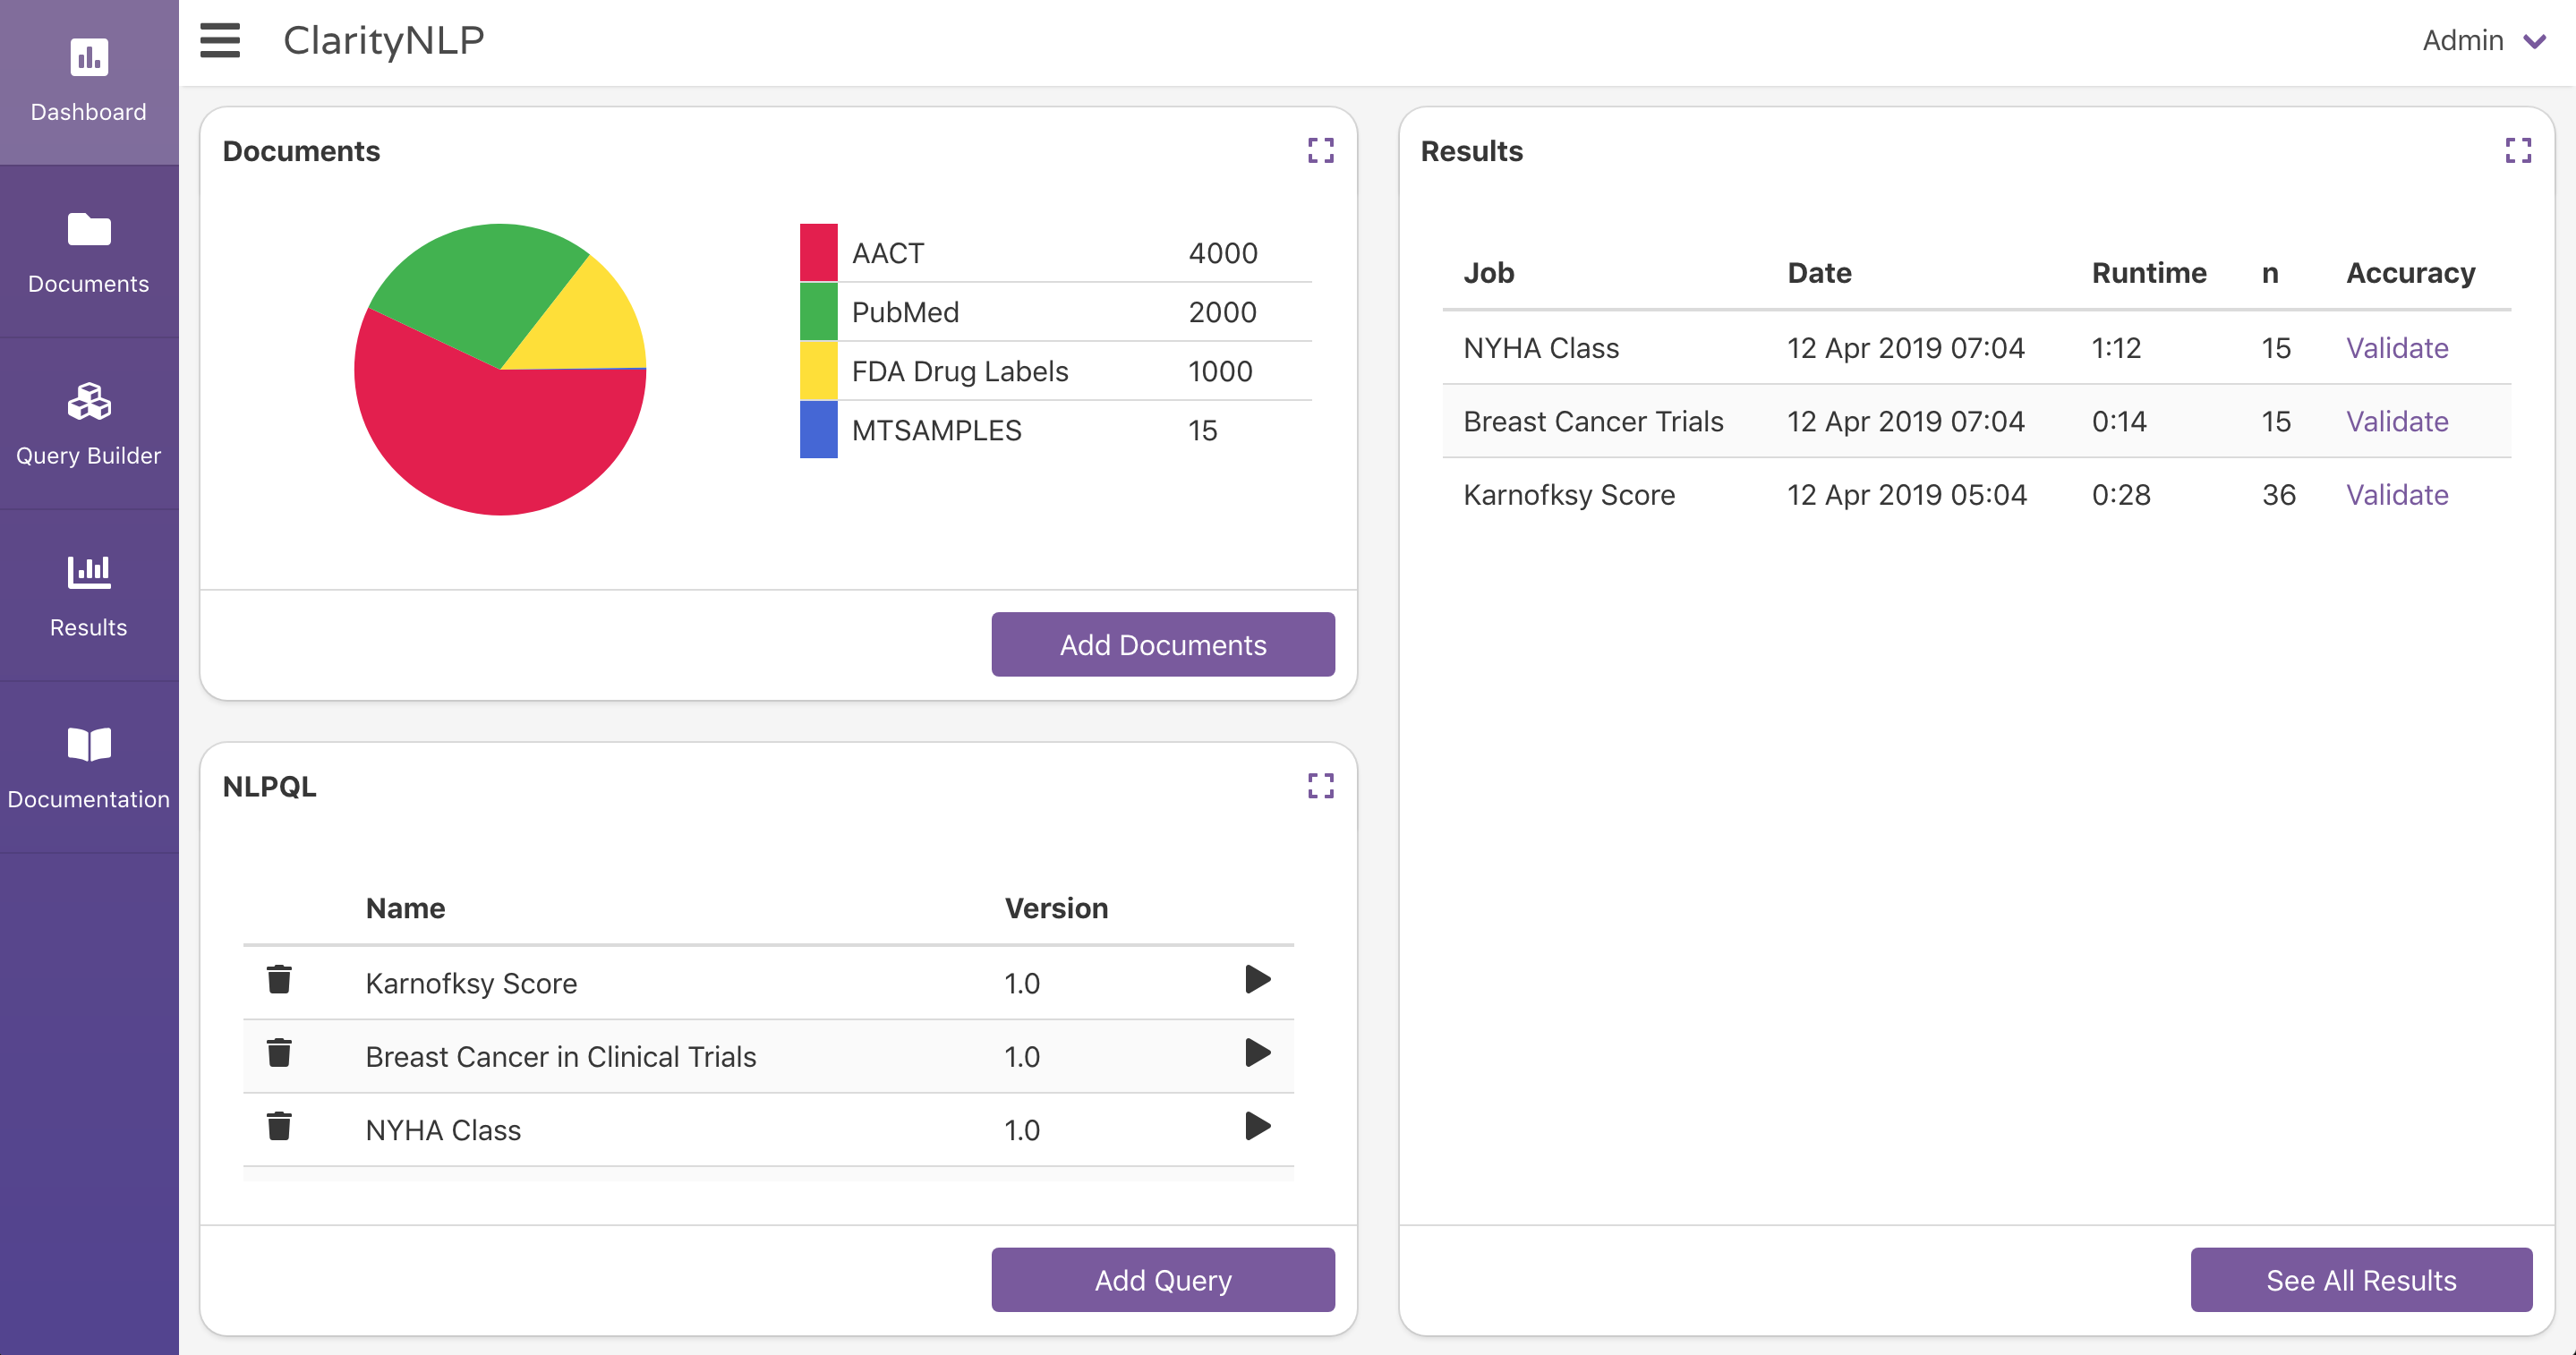 Dashboard
Documents
Query Builder
Results
Documentation
ClarityNLP
Admin
Documents
AACT 4000
PubMed 2000
FDA Drug Labels 1000
MTSAMPLES 15
Add Documents
NLPQL
Name Version
Karnofksy Score 1.0
Breast Cancer in Clinical Trials 1.0
NYHA Class 1.0
Add Query
Results
Job Date Runtime n Accuracy
NYHA Class 12 Apr 2019 07:04 1:12 15 Validate
Breast Cancer Trials 12 Apr 2019 07:04 0:14 15 Validate
Karnofksy Score 12 Apr 2019 05:04 0:28 36 Validate
See All Results